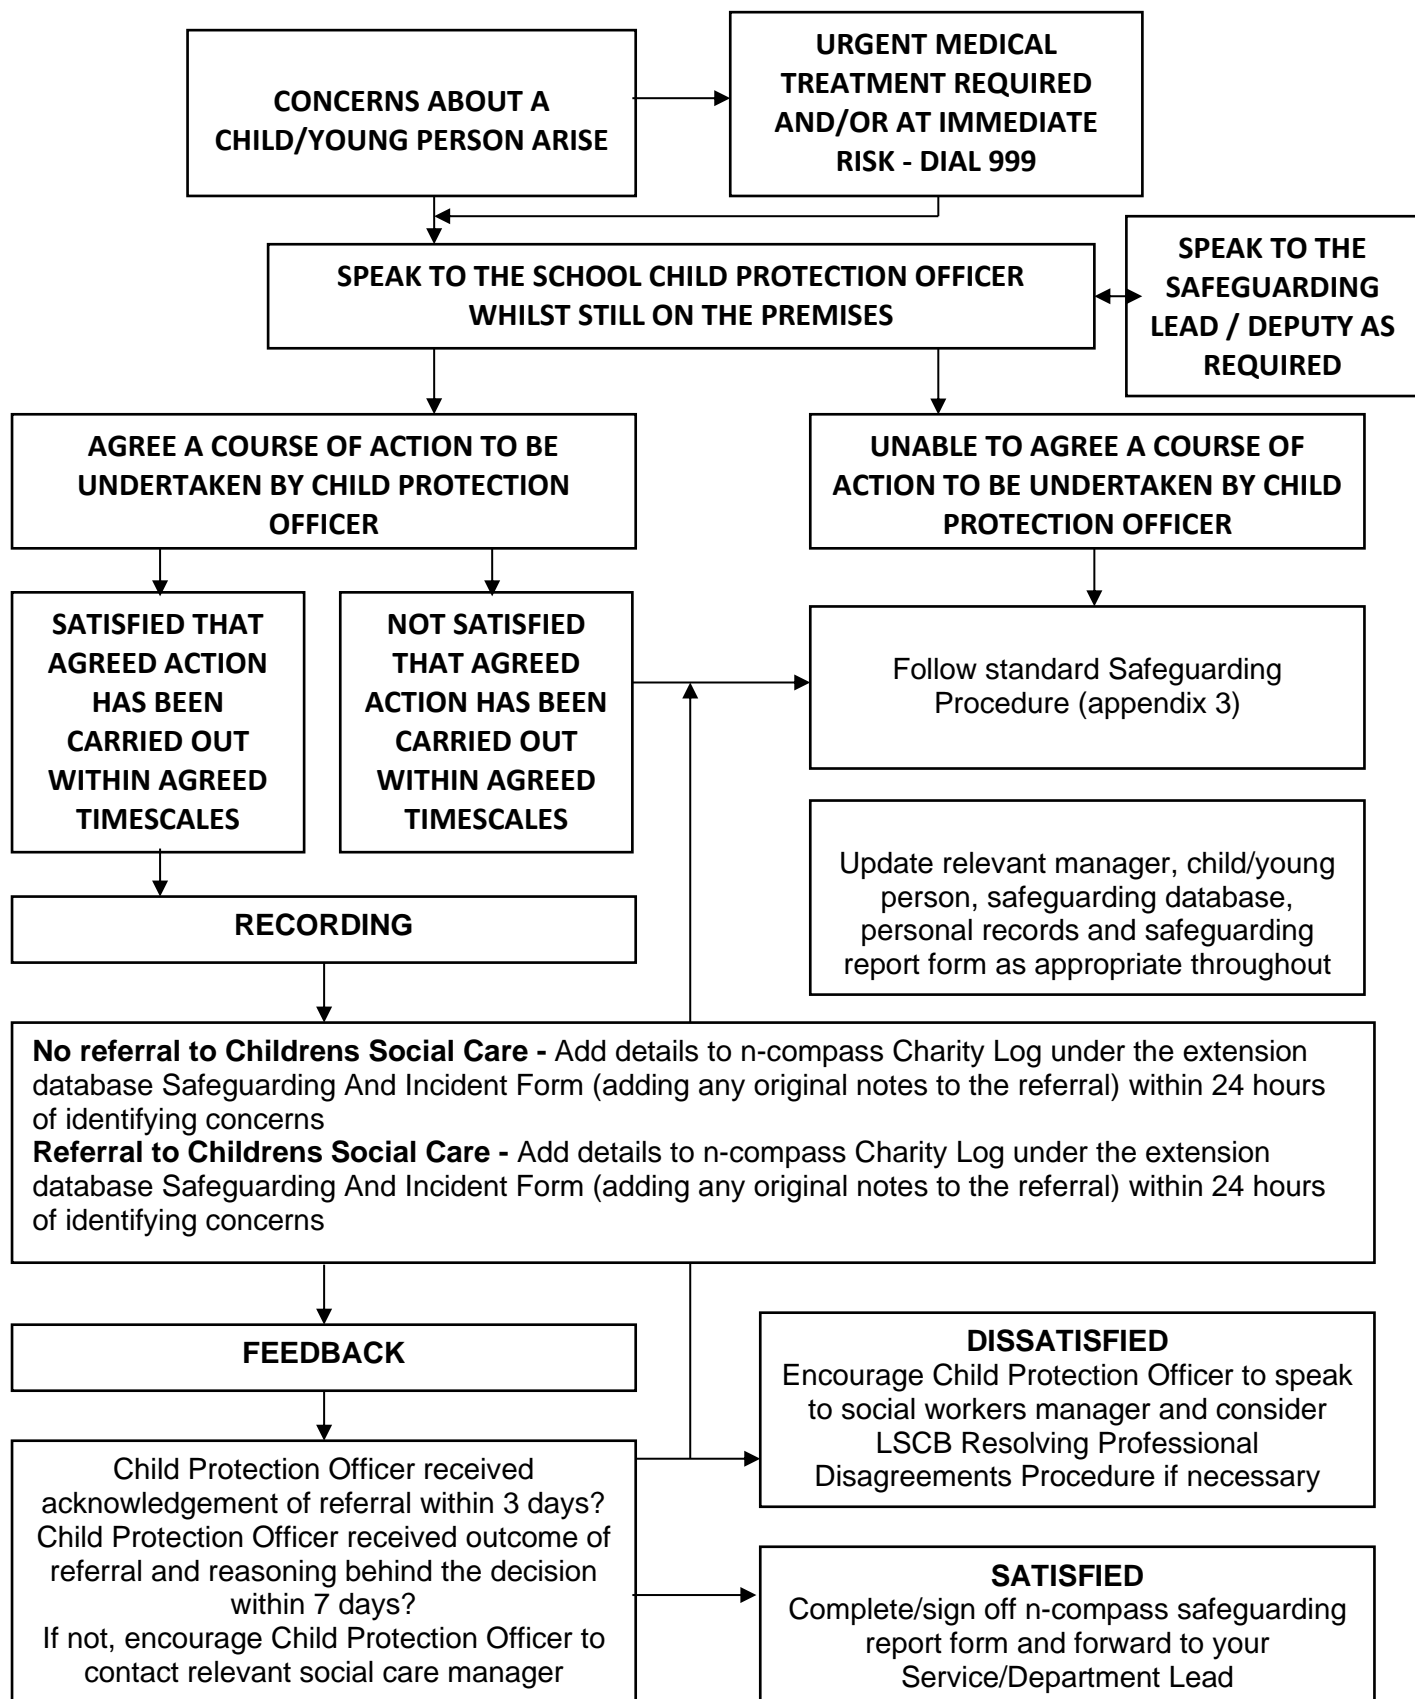 CONCERNS ABOUT A
CHILD/YOUNG PERSON ARISE
URGENT MEDICAL
TREATMENT REQUIRED
AND/OR AT IMMEDIATE
RISK - DIAL 999
SPEAK TO THE SCHOOL CHILD PROTECTION OFFICER
WHILST STILL ON THE PREMISES
SPEAK TO THE
SAFEGUARDING
LEAD / DEPUTY AS
REQUIRED
AGREE A COURSE OF ACTION TO BE
UNDERTAKEN BY CHILD PROTECTION
OFFICER
UNABLE TO AGREE A COURSE OF
ACTION TO BE UNDERTAKEN BY CHILD
PROTECTION OFFICER
SATISFIED THAT
AGREED ACTION
HAS BEEN
CARRIED OUT
WITHIN AGREED
TIMESCALES
NOT SATISFIED
THAT AGREED
ACTION HAS BEEN
CARRIED OUT
WITHIN AGREED
TIMESCALES
Follow standard Safeguarding
Procedure (appendix 3)
Update relevant manager, child/young
person, safeguarding database,
personal records and safeguarding
report form as appropriate throughout
RECORDING
No referral to Childrens Social Care - Add details to n-compass Charity Log under the extension
database Safeguarding And Incident Form (adding any original notes to the referral) within 24 hours
of identifying concerns
Referral to Childrens Social Care - Add details to n-compass Charity Log under the extension
database Safeguarding And Incident Form (adding any original notes to the referral) within 24 hours
of identifying concerns
FEEDBACK
DISSATISFIED
Encourage Child Protection Officer to speak
to social workers manager and consider
LSCB Resolving Professional
Disagreements Procedure if necessary
Child Protection Officer received
acknowledgement of referral within 3 days?
Child Protection Officer received outcome of
referral and reasoning behind the decision
within 7 days?
If not, encourage Child Protection Officer to
contact relevant social care manager
SATISFIED
Complete/sign off n-compass safeguarding
report form and forward to your
Service/Department Lead